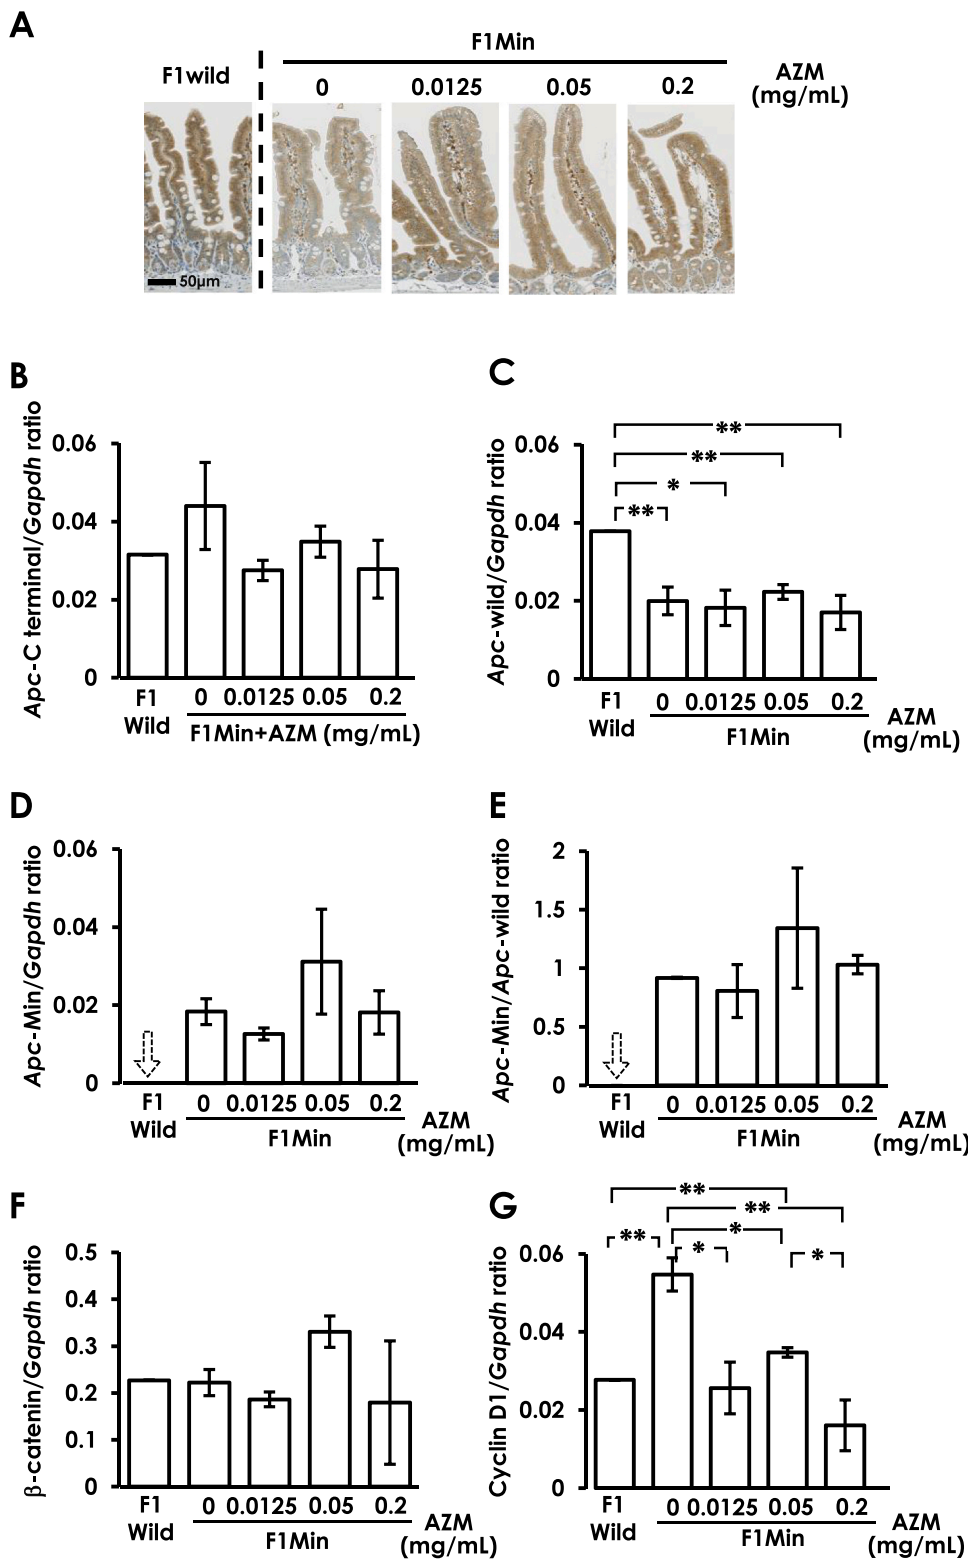 A
F1Min
F1wild
0 0.0125 0.05 0.2
AZM
(mg/mL)
50µm
B
Apc-C terminal/Gapdh ratio
0.06
0.04
0.02
0
F1
Wild
0 0.0125 0.05 0.2
F1Min+AZM (mg/mL)
C
Apc-wild/Gapdh ratio
**
**
*
**
0.06
0.04
0.02
0
F1
Wild
0 0.0125 0.05 0.2
F1Min
AZM
(mg/mL)
D
Apc-Min/Gapdh ratio
0.06
0.04
0.02
0
F1
Wild
0 0.0125 0.05 0.2
F1Min
AZM
(mg/mL)
E
Apc-Min/Apc-wild ratio
2
1.5
1
0.5
0
F1
Wild
0 0.0125 0.05 0.2
F1Min
AZM
(mg/mL)
F
β-catenin/Gapdh ratio
0.5
0.4
0.3
0.2
0.1
0
F1
Wild
0 0.0125 0.05 0.2
F1Min
AZM
(mg/mL)
G
Cyclin D1/Gapdh ratio
**
**
*
** * *
0.06
0.04
0.02
0
F1
Wild
0 0.0125 0.05 0.2
F1Min
AZM
(mg/mL)